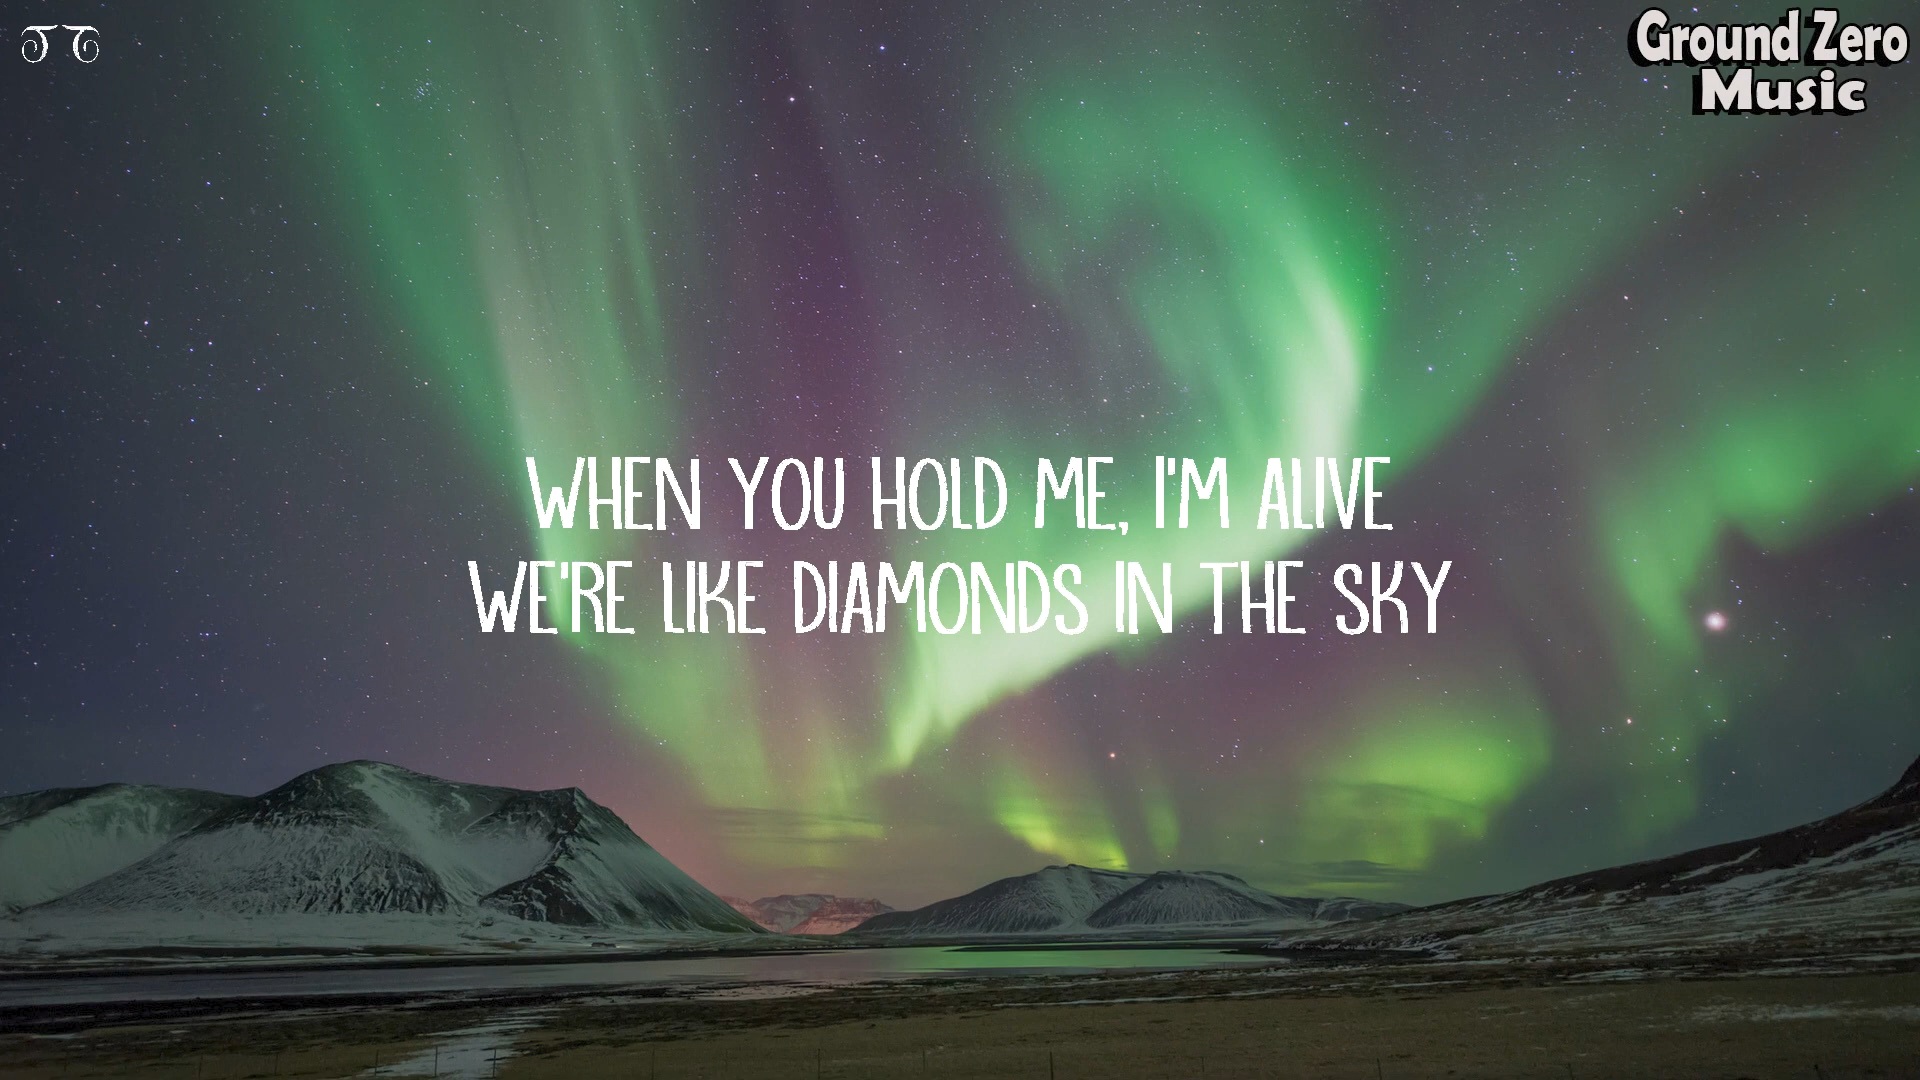 Ground Zero
Music
WHEN YOU HOLD ME, I'M ALIVE
WE'RE LIKE DIAMONDS IN THE SKY